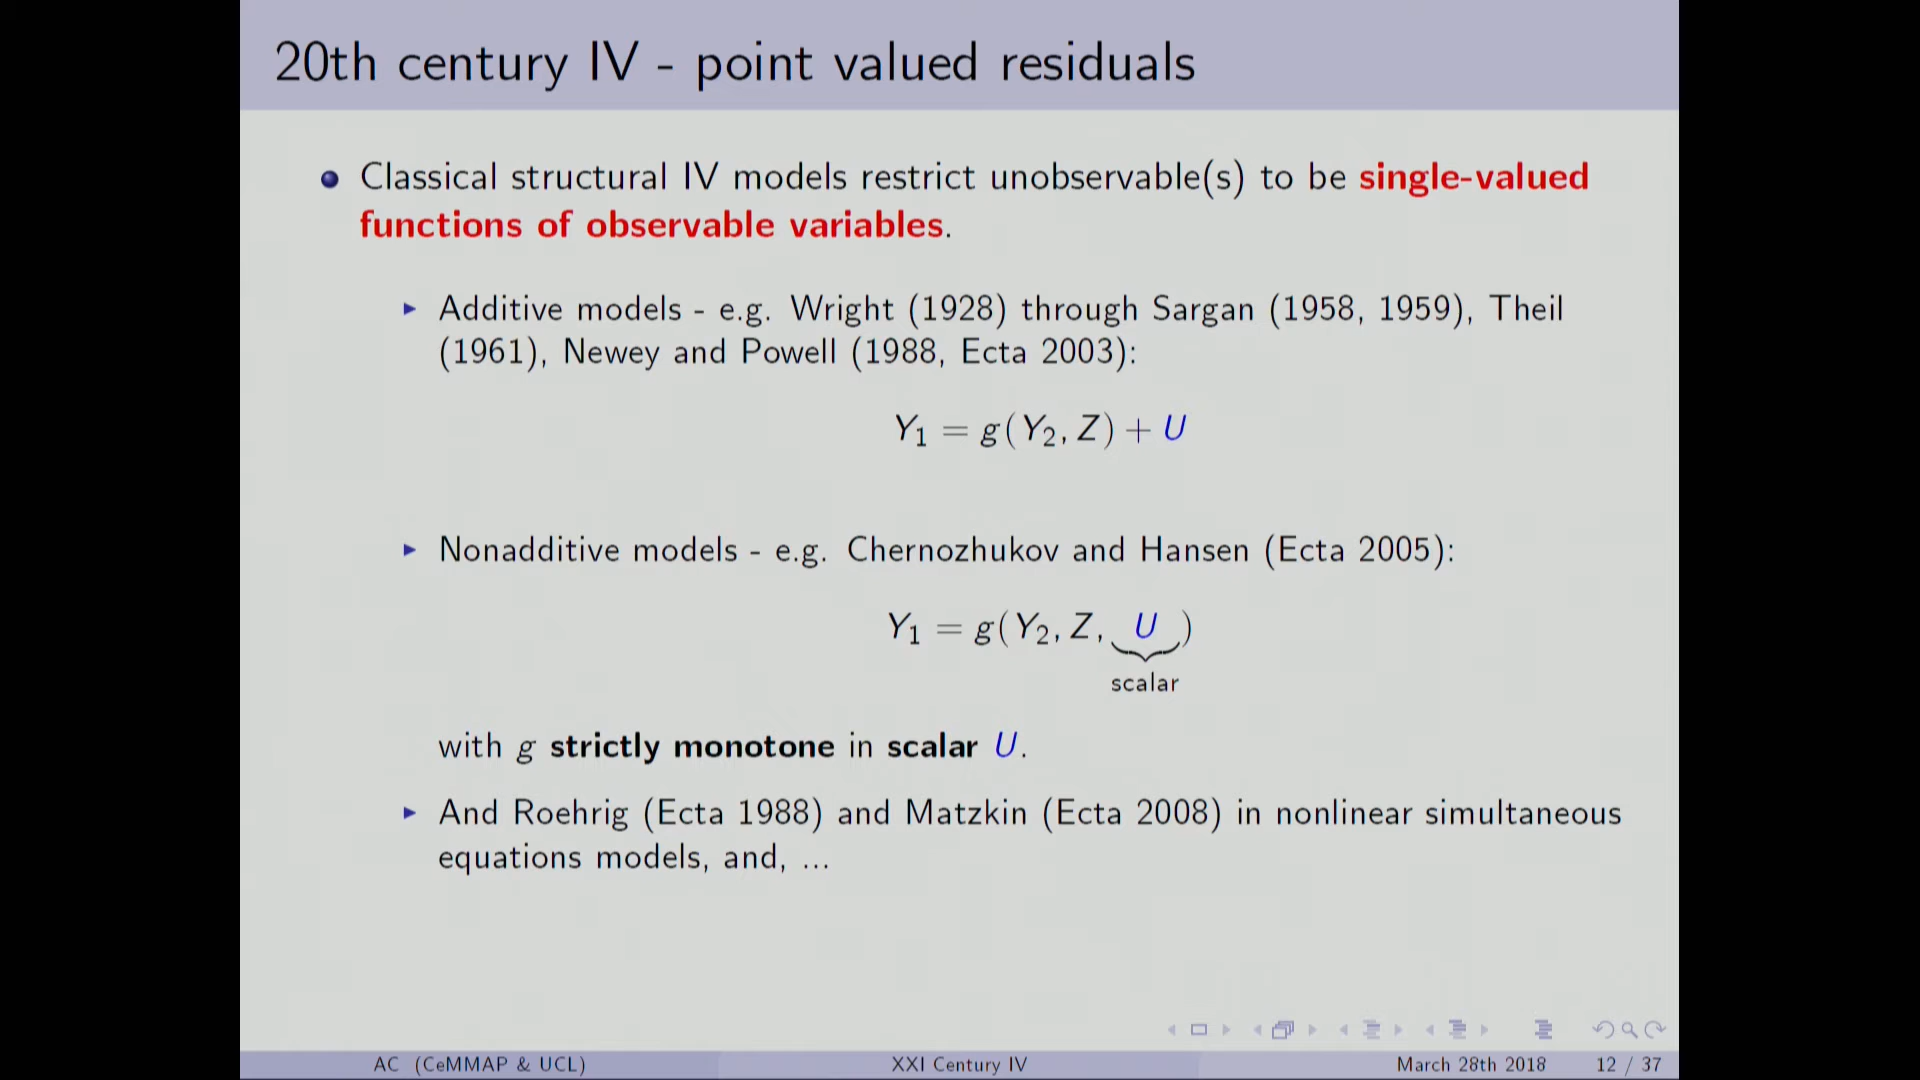 20th century IV - point valued residuals
Classical structural IV models restrict unobservable(s) to be single-valued
functions of observable variables.
Additive models - e.g. Wright (1928) through Sargan (1958, 1959), Theil
(1961), Newey and Powell (1988, Ecta 2003):
Y₁ = g(Y₂, Z) + U
Nonadditive models - e.g. Chernozhukov and Hansen (Ecta 2005):
Y₁ = g(Y₂, Z, U)
scalar
with g strictly monotone in scalar U.
And Roehrig (Ecta 1988) and Matzkin (Ecta 2008) in nonlinear simultaneous
equations models, and, ...
AC (CeMMAP & UCL) XXI Century IV March 28th 2018 12 / 37